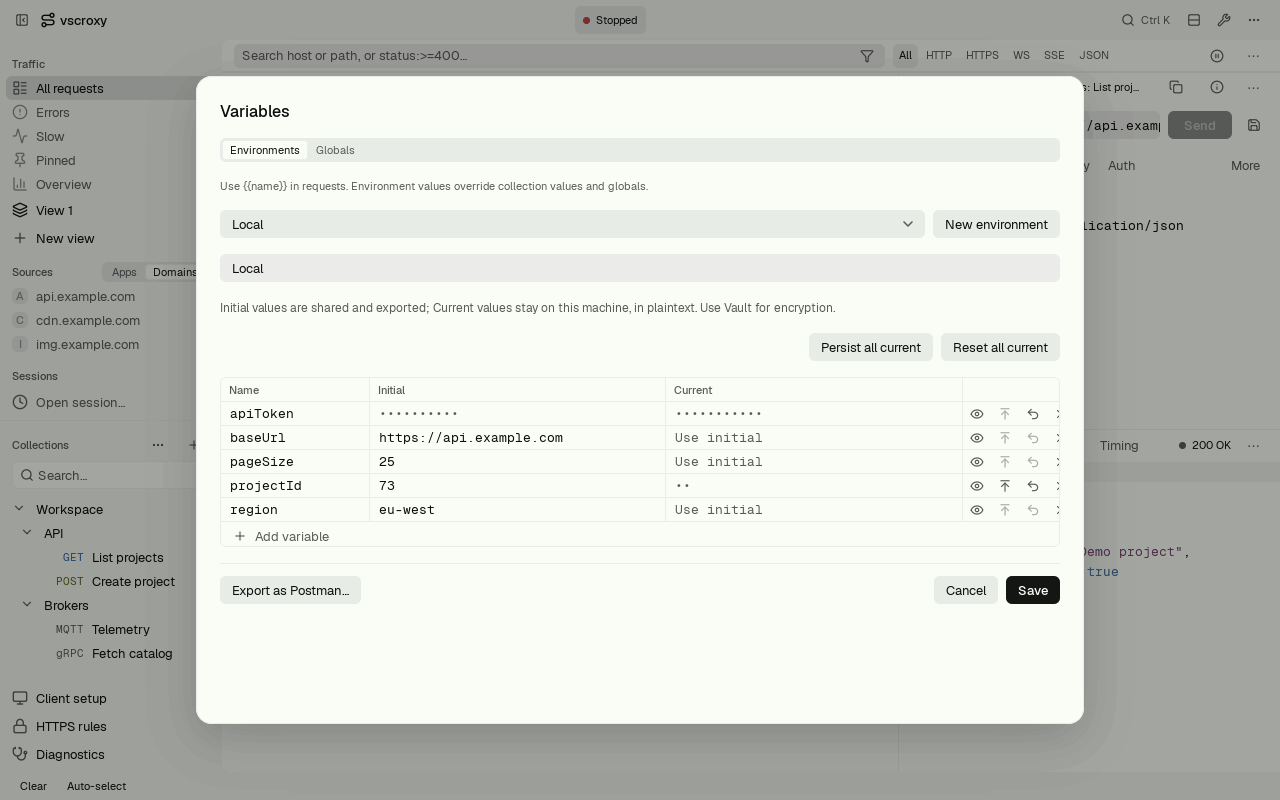 vscroxy
Stopped
Ctrl K
Traffic
All requests
Errors
Slow
Pinned
Overview
View 1
New view
Sources
Apps
Domains
A api.example.com
C cdn.example.com
I img.example.com
Sessions
Open session...
Collections
Search...
Workspace
API
GET List projects
POST Create project
Brokers
MQTT Telemetry
gRPC Fetch catalog
Client setup
HTTPS rules
Diagnostics
Clear Auto-select
Search host or path, or status:>=400...
All HTTP HTTPS WS SSE JSON
s: List proj...
/api.examp
Send
y Auth More
lication/json
Timing 200 OK
Demo project",
true
Variables
Environments Globals
Use {{name}} in requests. Environment values override collection values and globals.
Local
New environment
Local
Initial values are shared and exported; Current values stay on this machine, in plaintext. Use Vault for encryption.
Persist all current Reset all current
Name Initial Current
apiToken •••••••••• •••••••••••
baseUrl https://api.example.com Use initial
pageSize 25 Use initial
projectId 73 ••
region eu-west Use initial
Add variable
Export as Postman...
Cancel Save